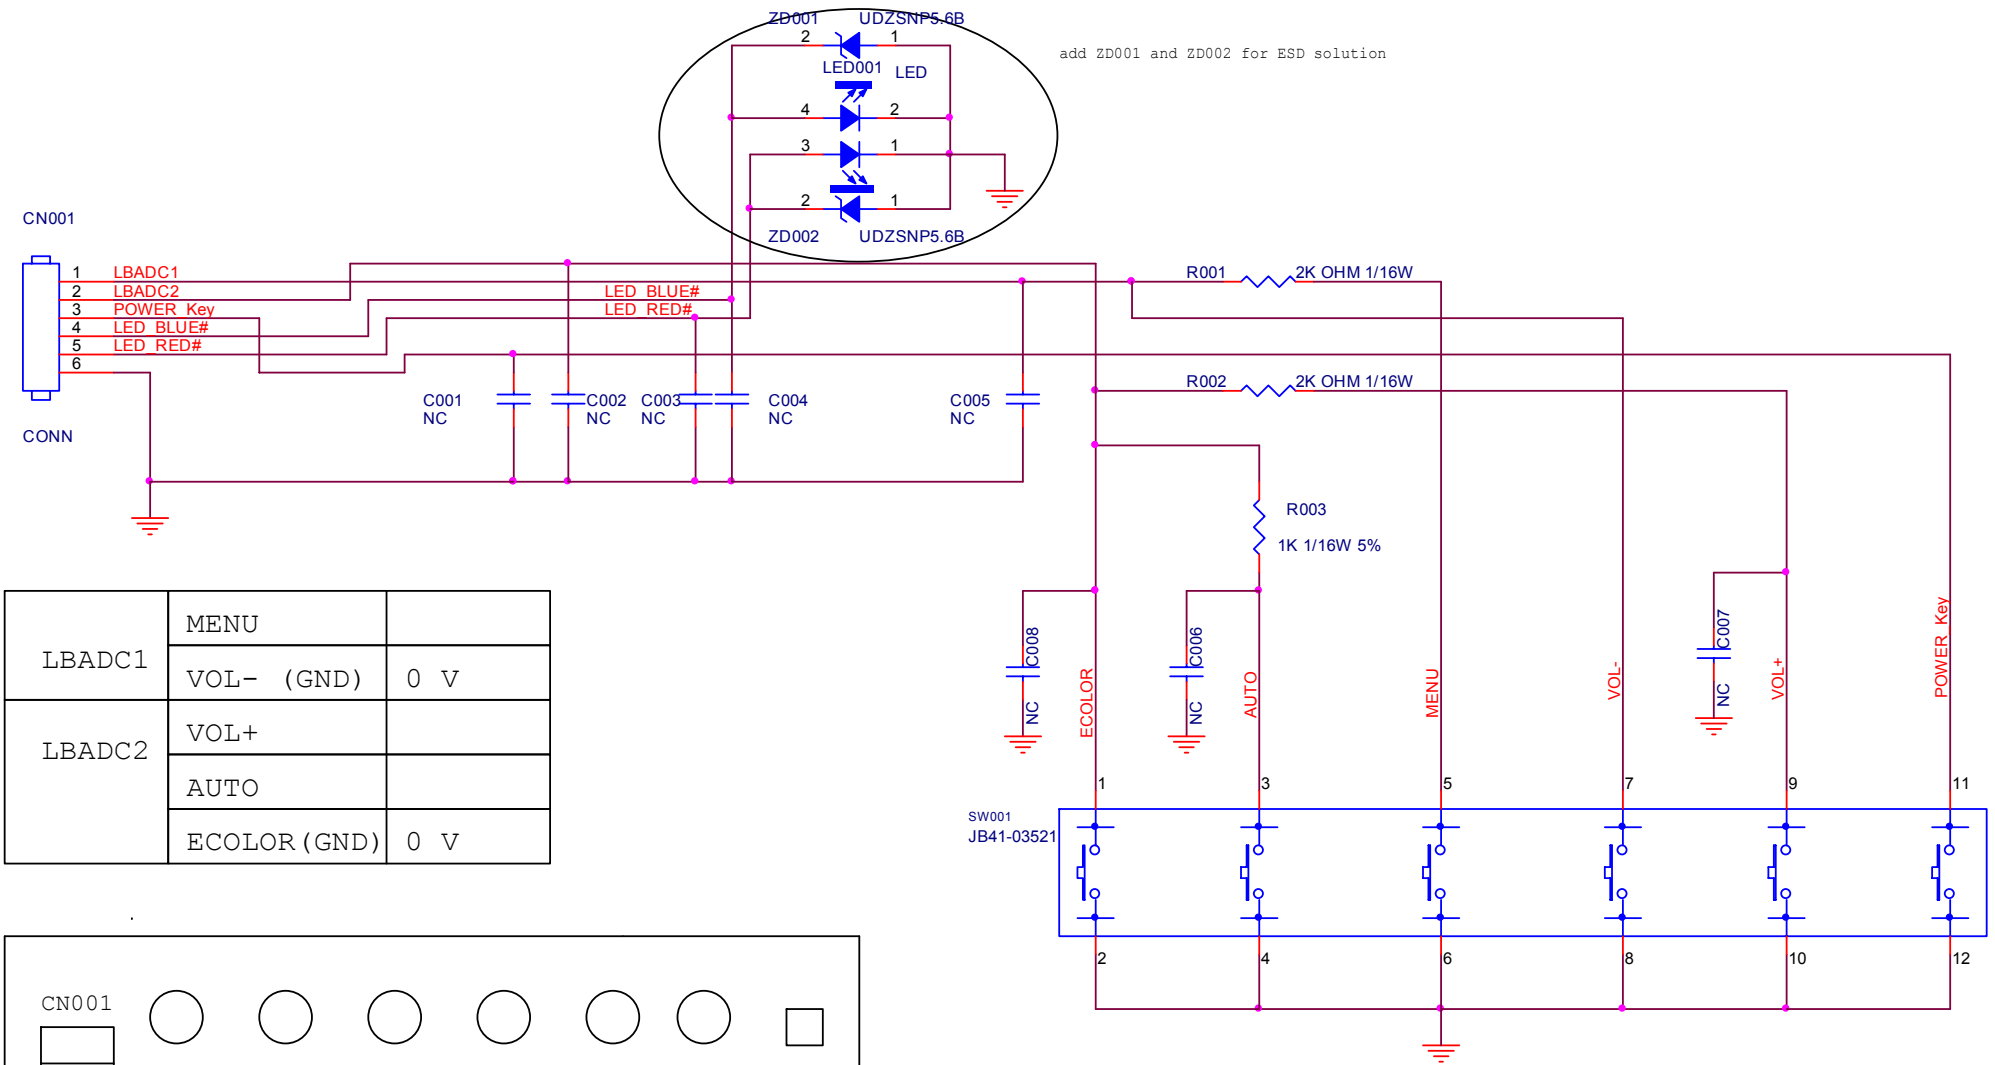 ZD001 UDZSNP5.6B
2 1
add ZD001 and ZD002 for ESD solution
LED001 LED
4 2
3 1
2 1
ZD002 UDZSNP5.6B
CN001
1 LBADC1
2 LBADC2
3 POWER Key
4 LED_BLUE#
5 LED_RED#
6
CONN
LED_BLUE#
LED_RED#
R001 2K OHM 1/16W
R002 2K OHM 1/16W
C001
NC
C002
NC
C003
NC
C004
NC
C005
NC
R003
1K 1/16W 5%
C008
NC
ECOLOR
C006
NC
AUTO
MENU
VOL-
C007
NC
VOL+
POWER Key
LBADC1
MENU
VOL- (GND) 0 V
LBADC2
VOL+
AUTO
ECOLOR(GND) 0 V
1 3 5 7 9 11
SW001
JB41-03521
2 4 6 8 10 12
CN001